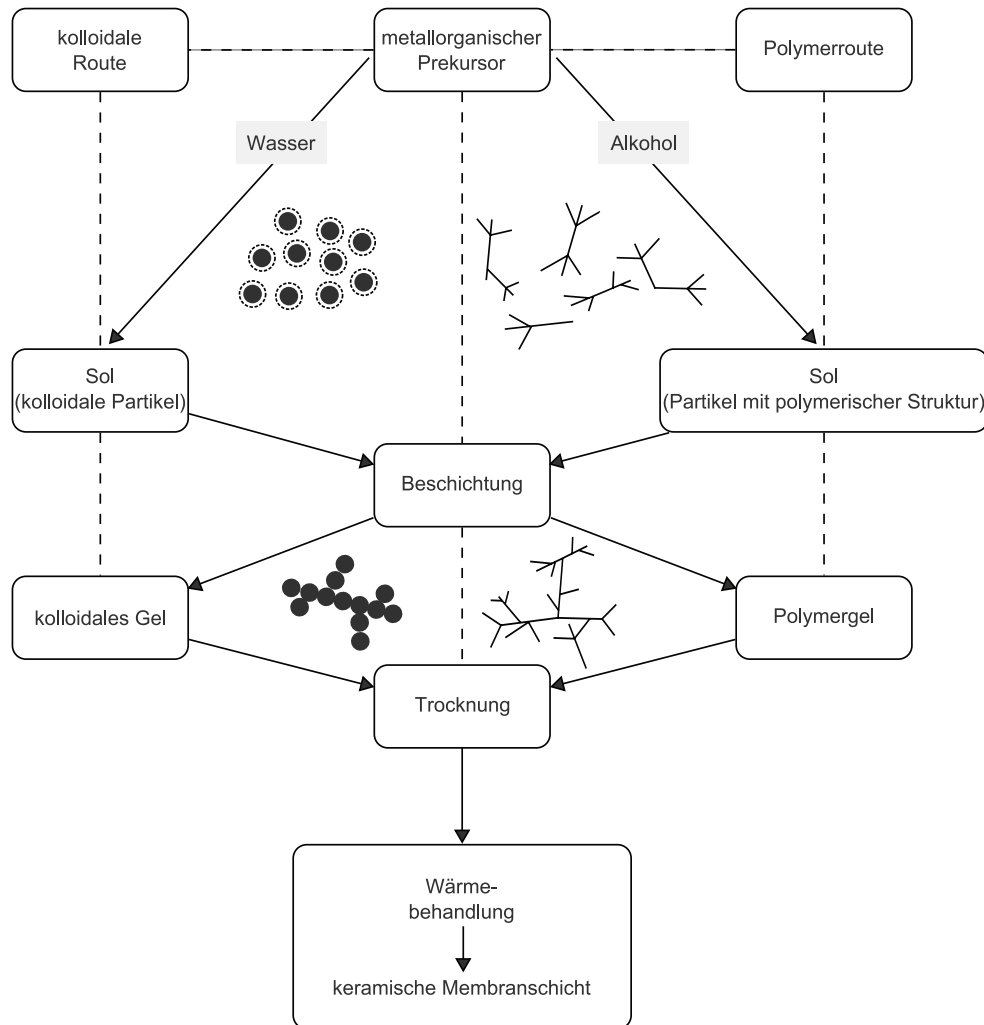 kolloidale
Route
metallorganischer
Prekursor
Polymerroute
Wasser
Alkohol
Sol
(kolloidale Partikel)
Sol
(Partikel mit polymerischer Struktur)
Beschichtung
kolloidales Gel
Polymergel
Trocknung
Wärme-
behandlung
keramische Membranschicht